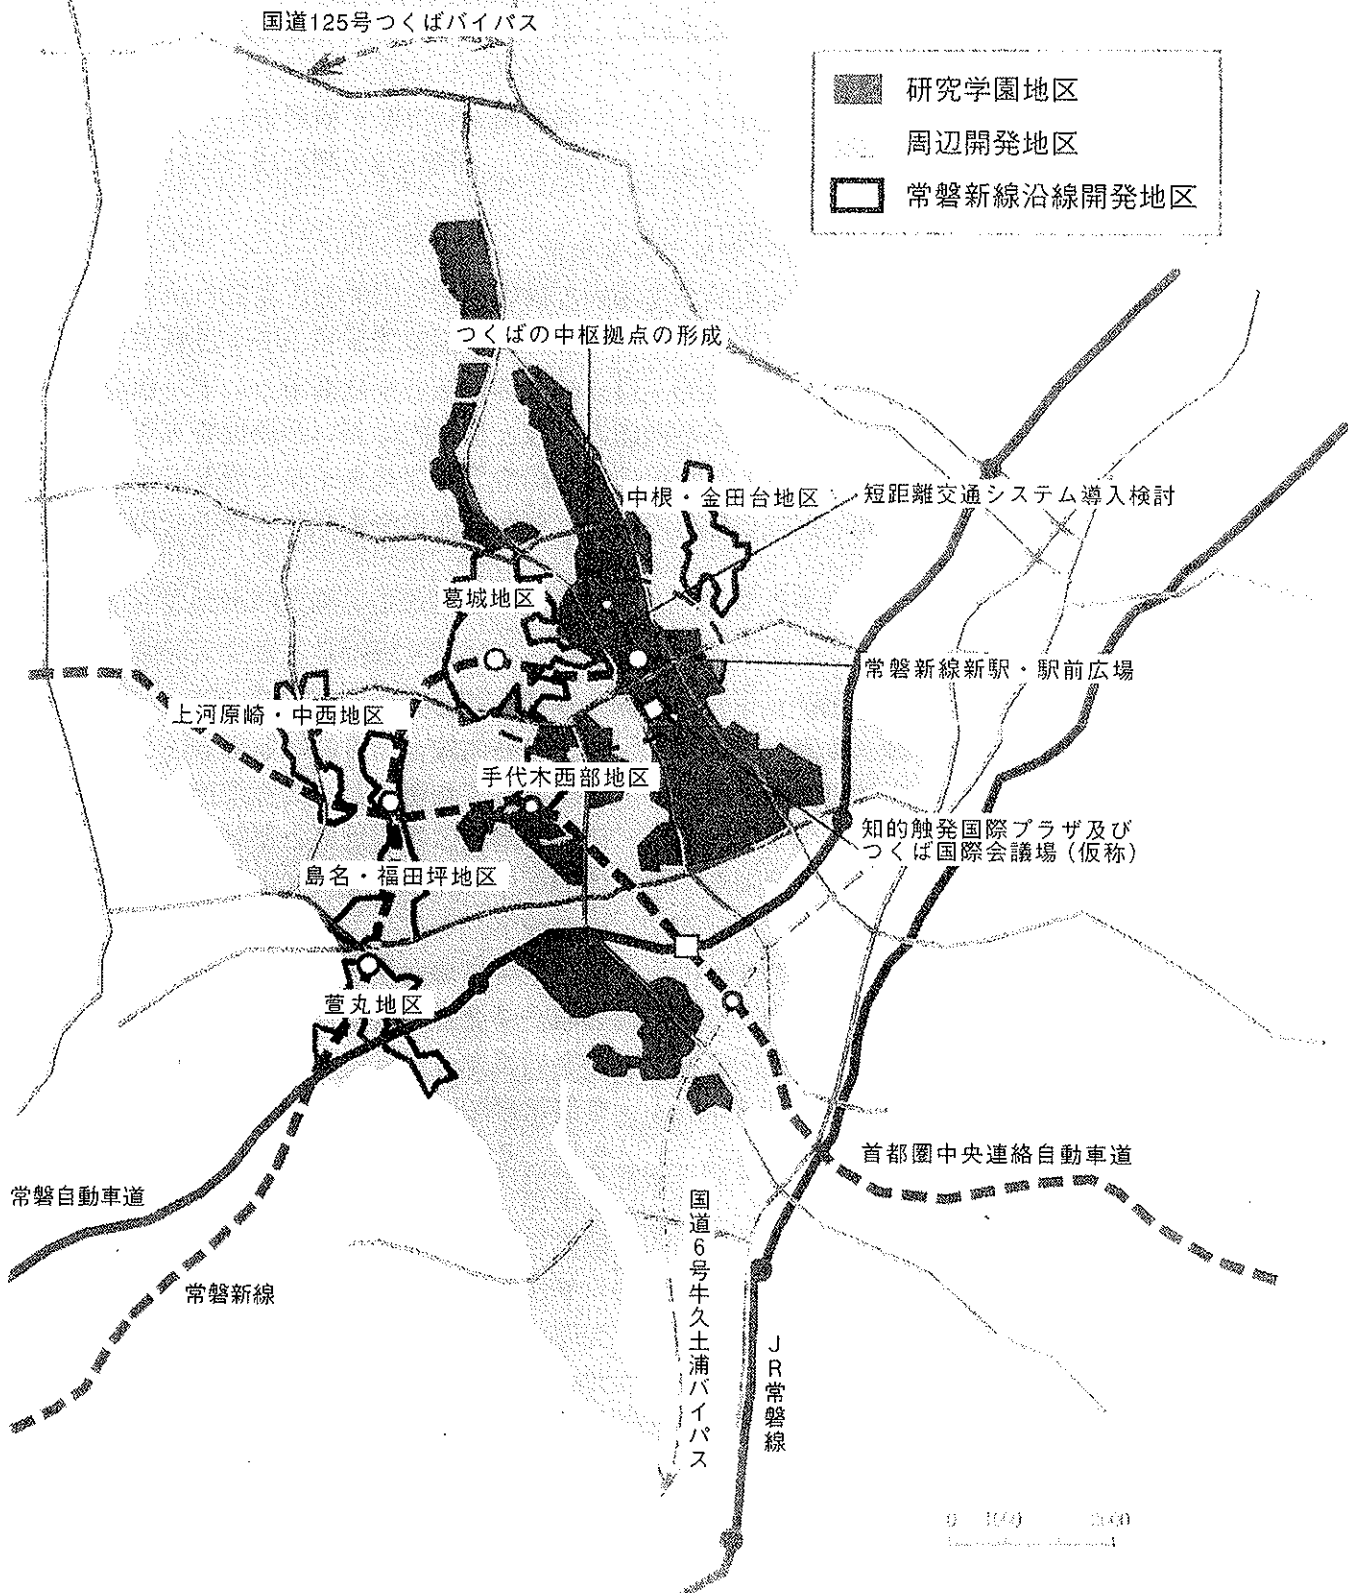 国道125号つくばバイパス
研究学園地区
周辺開発地区
常磐新線沿線開発地区
つくばの中枢拠点の形成
中根・金田台地区
短距離交通システム導入検討
葛城地区
常磐新線新駅・駅前広場
上河原崎・中西地区
手代木西部地区
知的触発国際プラザ及び
つくば国際会議場(仮称)
島名・福田坪地区
萱丸地区
首都圏中央連絡自動車道
常磐自動車道
国道6号牛久土浦バイパス
常磐新線
JR常磐線
0